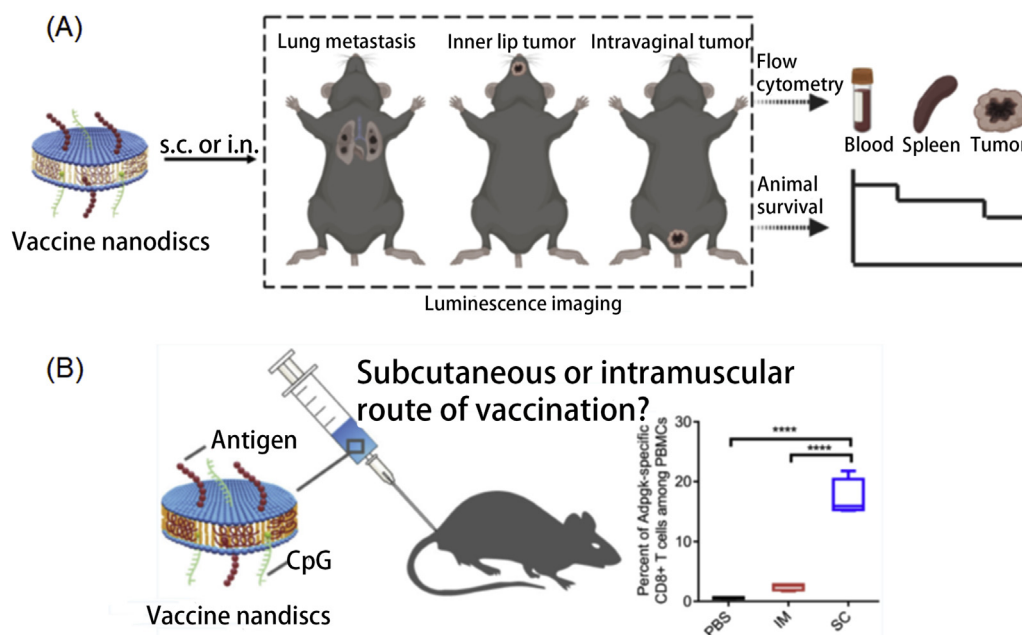 (A)
Lung metastasis
Inner lip tumor
Intravaginal tumor
Flow
cytometry
s.c. or i.n.
Blood
Spleen
Tumor
Animal
survival
Vaccine nanodiscs
Luminescence imaging
(B)
Subcutaneous or intramuscular
route of vaccination?
Antigen
CpG
Vaccine nandiscs
Percent of Adpgk-specific
CD8+ T cells among PBMCs
30
20
10
0
****
****
PBS
IM
SC